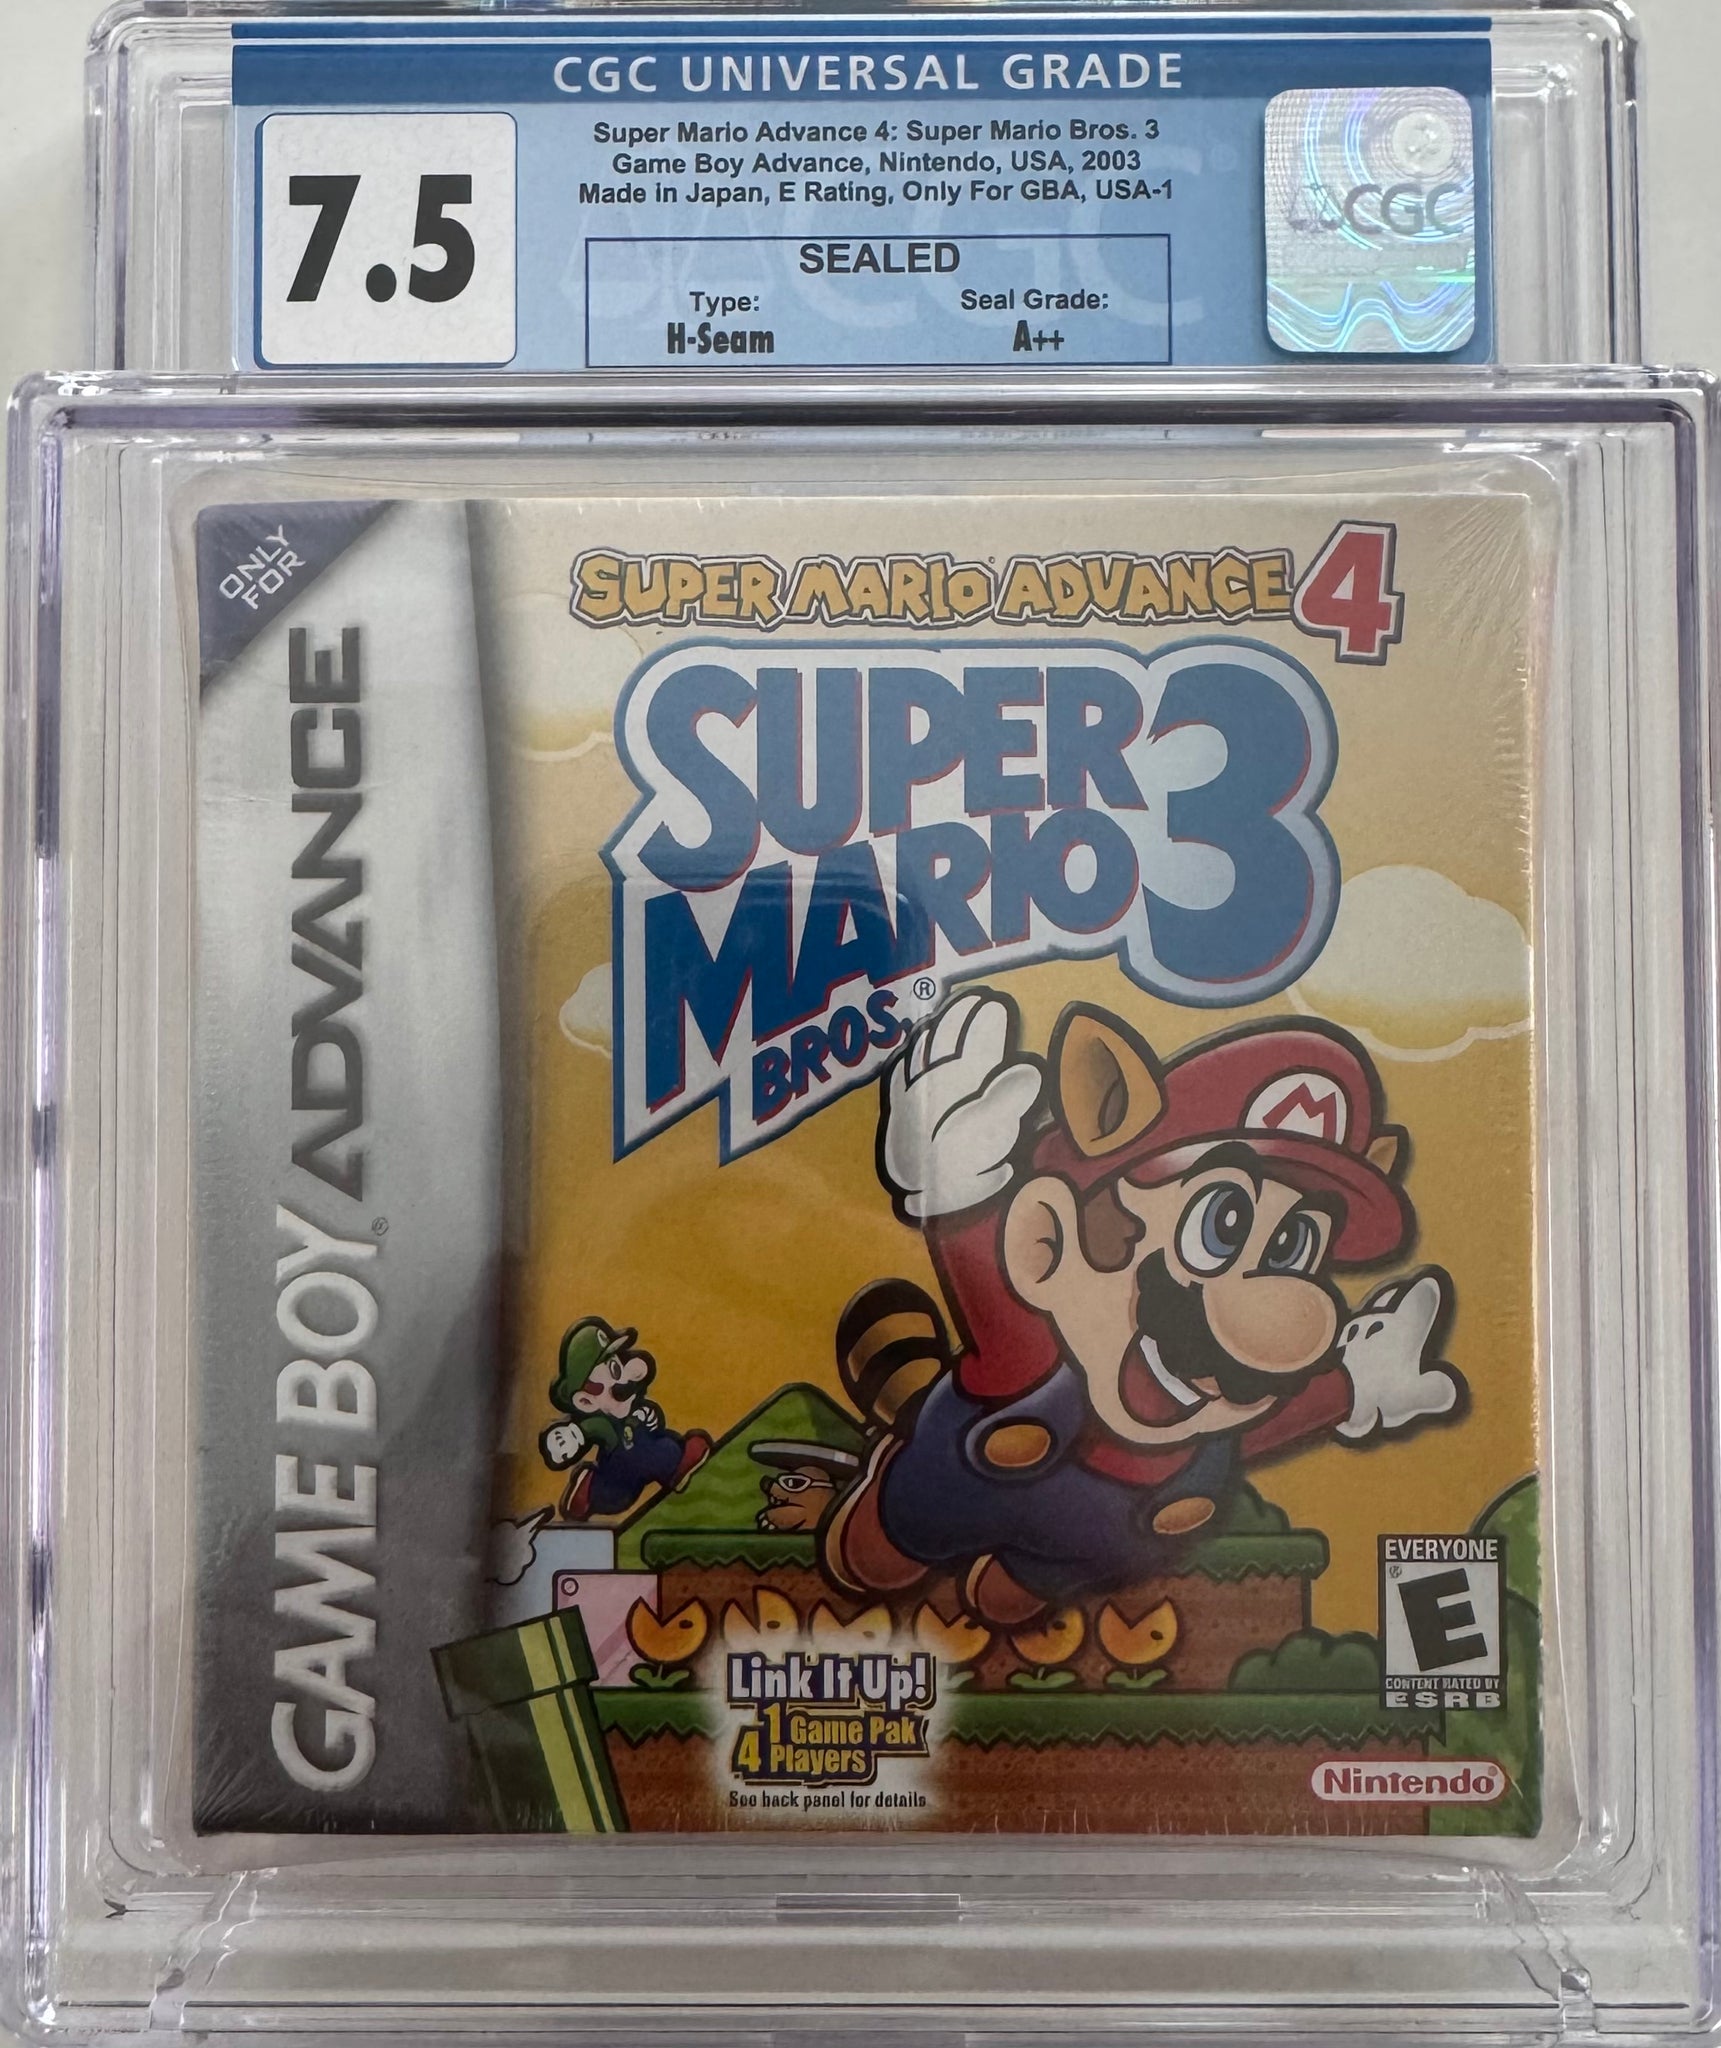 CGC UNIVERSAL GRADE
7.5
Super Mario Advance 4: Super Mario Bros. 3
Game Boy Advance, Nintendo, USA, 2003
Made in Japan, E Rating, Only For GBA, USA-1
SEALED
Type:
H-Seam
Seal Grade:
A++
CGC
ONLY
FOR
GAME BOY ADVANCE
SUPER MARIO ADVANCE 4
SUPER
MARIO 3
BROS.®
M
L
EVERYONE
E
CONTENT RATED BY
ESRB
Link It Up!
1 Game Pak
4 Players
See back panel for details
Nintendo®